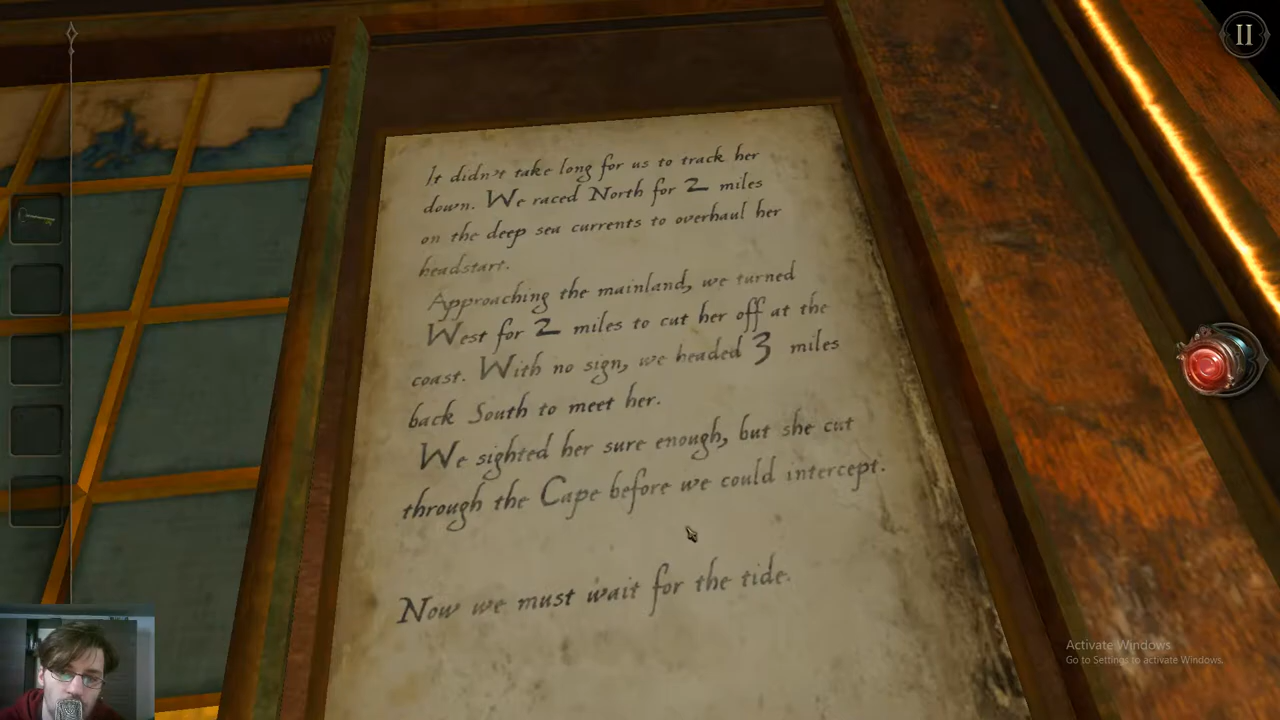 It didn't take long for us to track her
down. We raced North for 2 miles
on the deep sea currents to overhaul her
headstart.
Approaching the mainland, we turned
West for 2 miles to cut her off at the
coast. With no sign, we headed 3 miles
back South to meet her.
We sighted her sure enough, but she cut
through the Cape before we could intercept.
Now we must wait for the tide.
Activate Windows
Go to Settings to activate Windows.